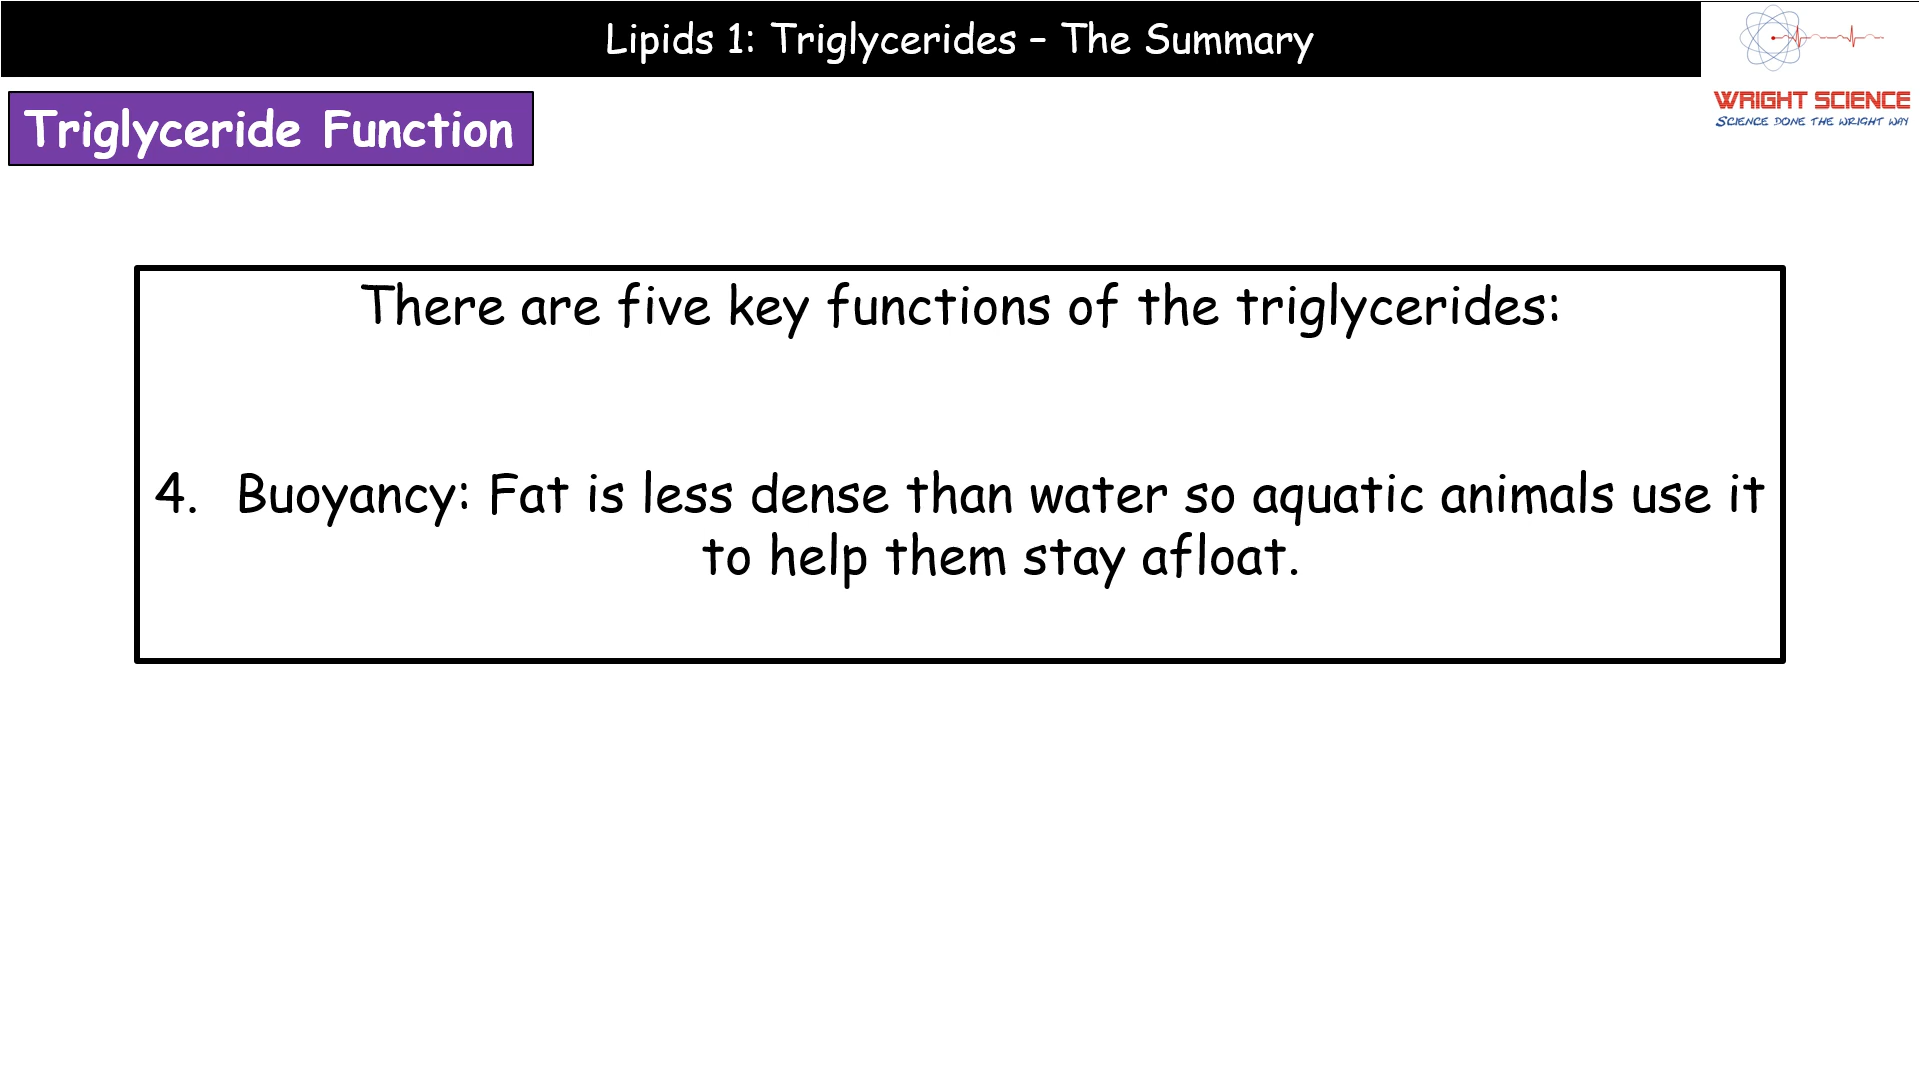 Lipids 1: Triglycerides – The Summary
WRIGHT SCIENCE
SCIENCE DONE THE WRIGHT WAY
Triglyceride Function
There are five key functions of the triglycerides:
4. Buoyancy: Fat is less dense than water so aquatic animals use it
to help them stay afloat.